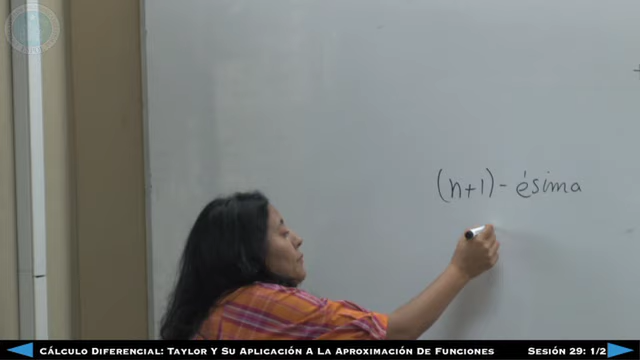 (n+1)-ésima
Cálculo Diferencial: Taylor Y Su Aplicación A La Aproximación De Funciones Sesión 29: 1/2